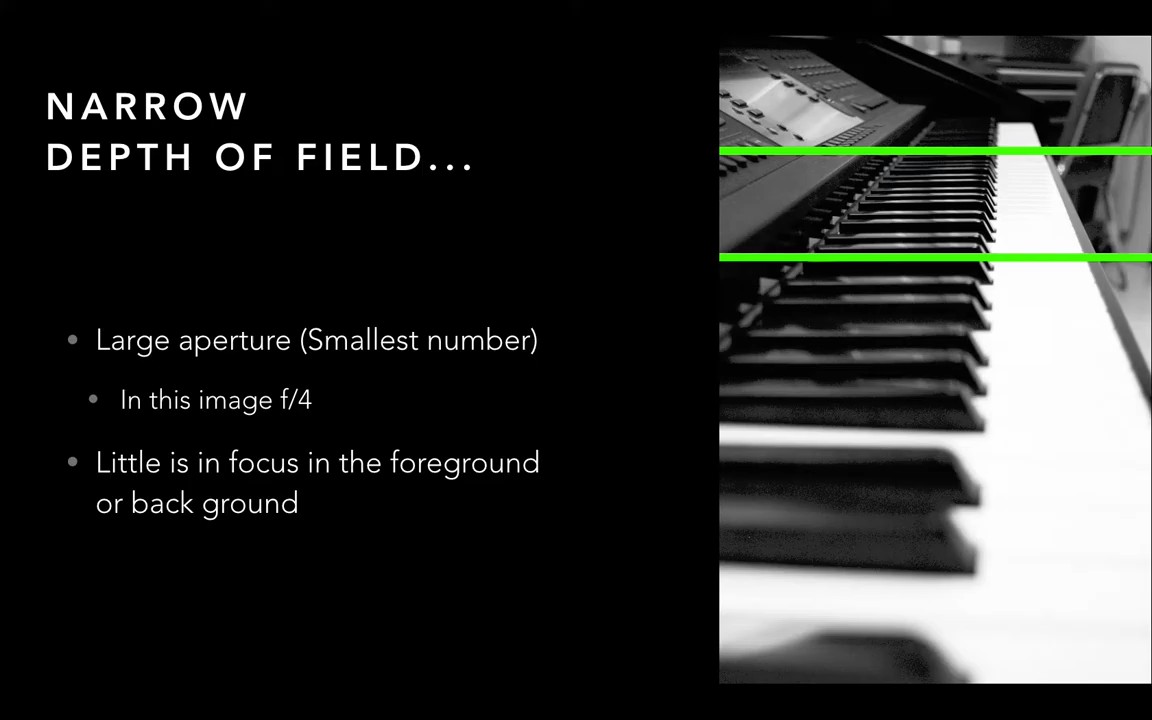 NARROW
DEPTH OF FIELD...
Large aperture (Smallest number)
In this image f/4
Little is in focus in the foreground
or back ground